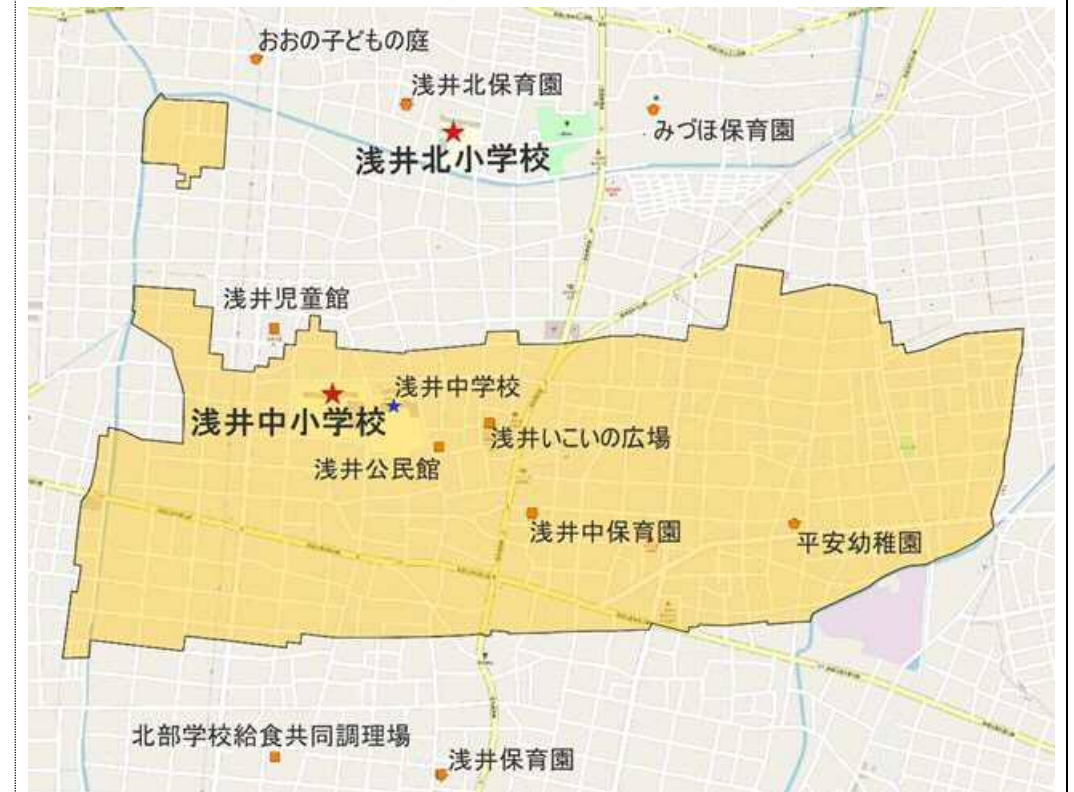 おおの子どもの庭
浅井北保育園
みづほ保育園
浅井北小学校
浅井児童館
浅井中学校
浅井中小学校
浅井いこいの広場
浅井公民館
浅井中保育園
平安幼稚園
北部学校給食共同調理場
浅井保育園